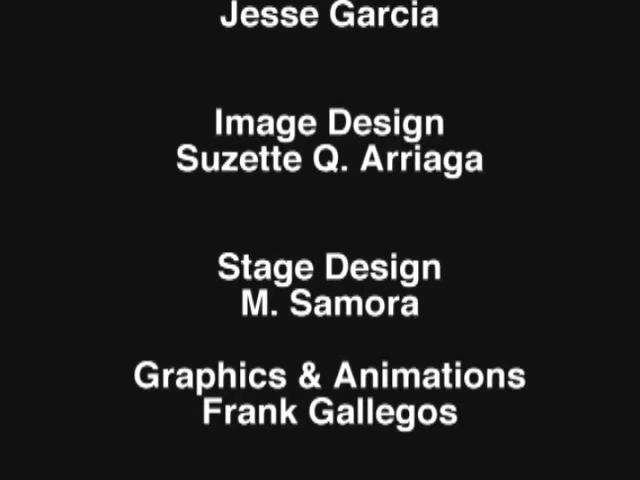 Jesse Garcia
Image Design
Suzette Q. Arriaga
Stage Design
M. Samora
Graphics & Animations
Frank Gallegos